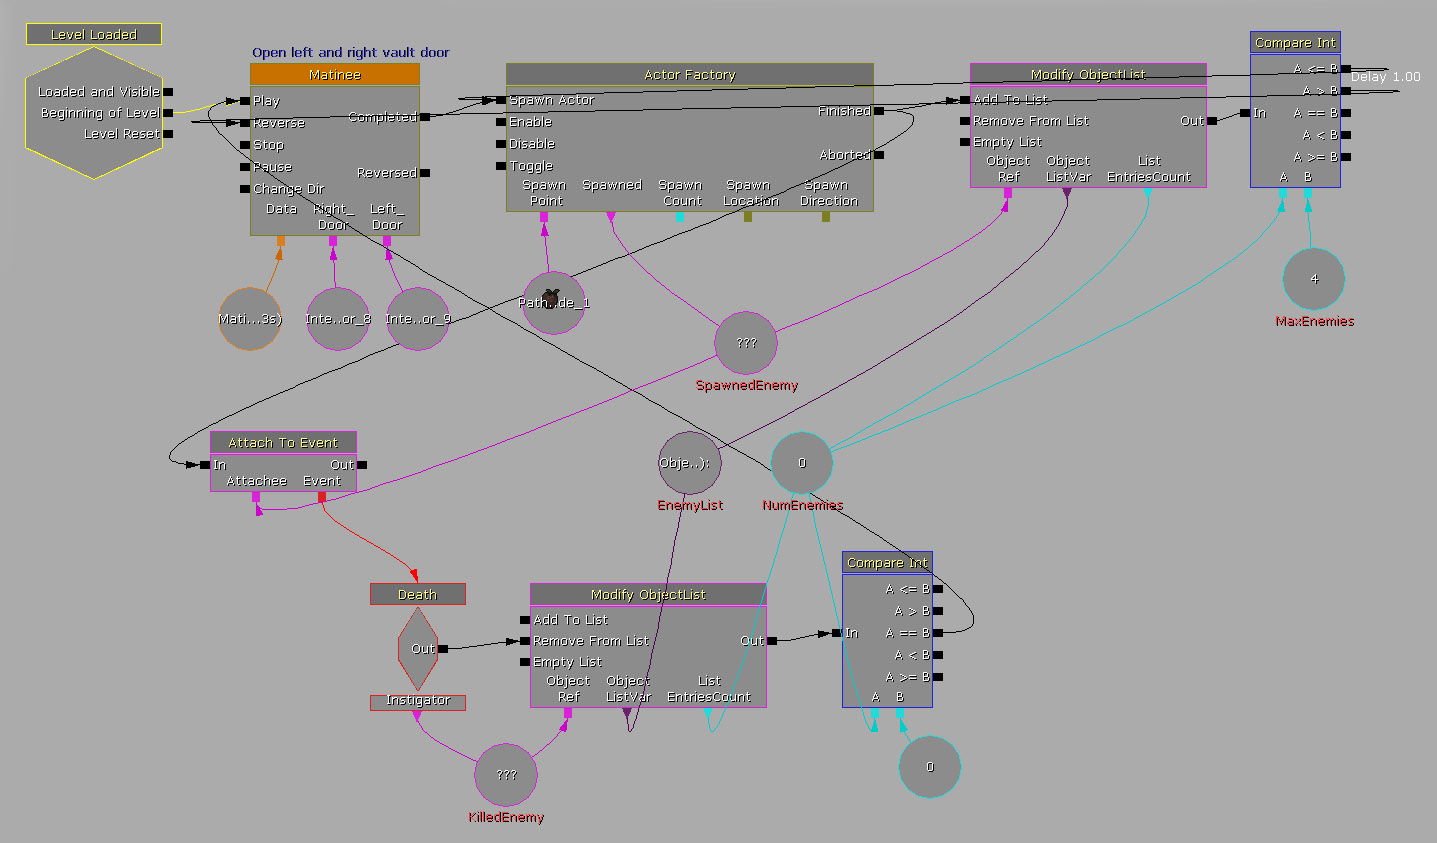 Level Loaded
Loaded and Visible
Beginning of Level
Level Reset
Open left and right vault door
Matinee
Play
Reverse
Completed
Stop
Pause
Reversed
Change Dir
Data
Right_
Door
Left_
Door
Mati...3s)
Inte..or_8
Inte..or_9
Actor Factory
Spawn Actor
Finished
Enable
Disable
Aborted
Toggle
Spawn
Point
Spawned
Spawn
Count
Spawn
Location
Spawn
Direction
Path..de_1
???
SpawnedEnemy
Modify ObjectList
Add To List
Remove From List
Out
Empty List
Object
Ref
Object
ListVar
List
EntriesCount
Compare Int
A <= B
Delay 1.00
A > B
In
A == B
A < B
A >= B
A
B
4
MaxEnemies
Attach To Event
In
Out
Attachee
Event
Obje..):
EnemyList
0
NumEnemies
Death
Out
Instigator
???
KilledEnemy
Modify ObjectList
Add To List
Remove From List
Out
Empty List
Object
Ref
Object
ListVar
List
EntriesCount
Compare Int
A <= B
A > B
In
A == B
A < B
A >= B
A
B
0